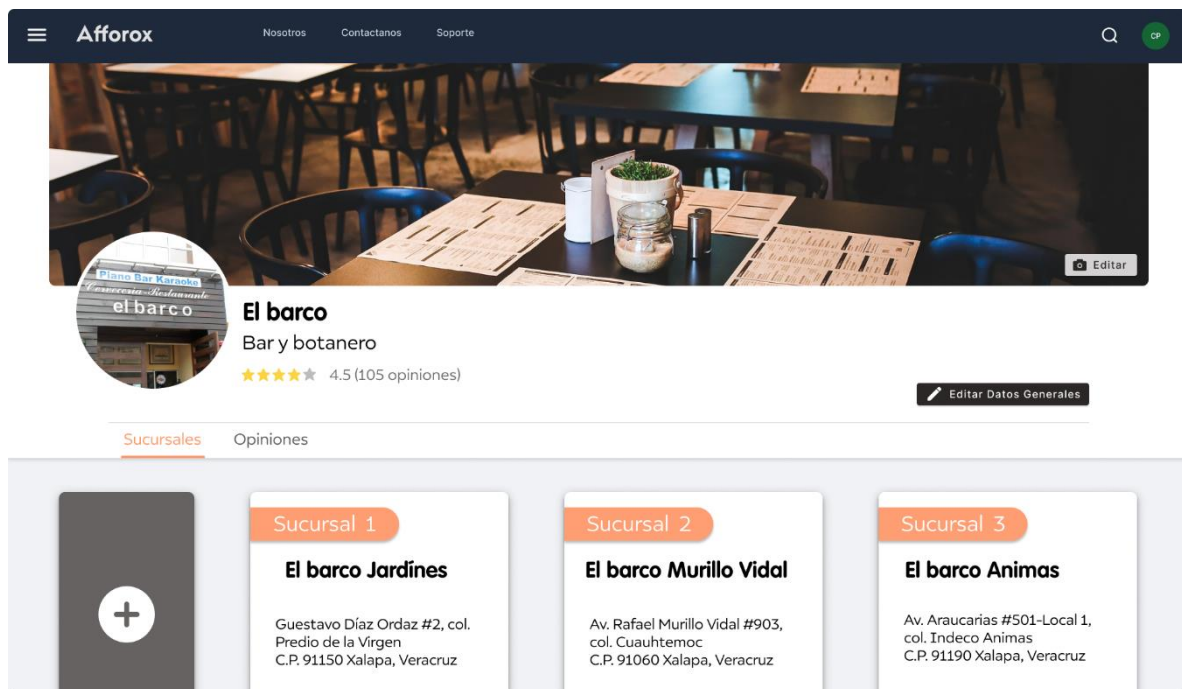 Afforox
Nosotros Contactanos Soporte
CP
Editar
Piano Bar Karaoke
Cerveceria-Restaurante
el barco
El barco
Bar y botanero
4.5 (105 opiniones)
Editar Datos Generales
Sucursales Opiniones
Sucursal 1
El barco Jardínes
Guestavo Díaz Ordaz #2, col.
Predio de la Virgen
C.P. 91150 Xalapa, Veracruz
Sucursal 2
El barco Murillo Vidal
Av. Rafael Murillo Vidal #903,
col. Cuauhtemoc
C.P. 91060 Xalapa, Veracruz
Sucursal 3
El barco Animas
Av. Araucarias #501-Local 1,
col. Indeco Animas
C.P. 91190 Xalapa, Veracruz